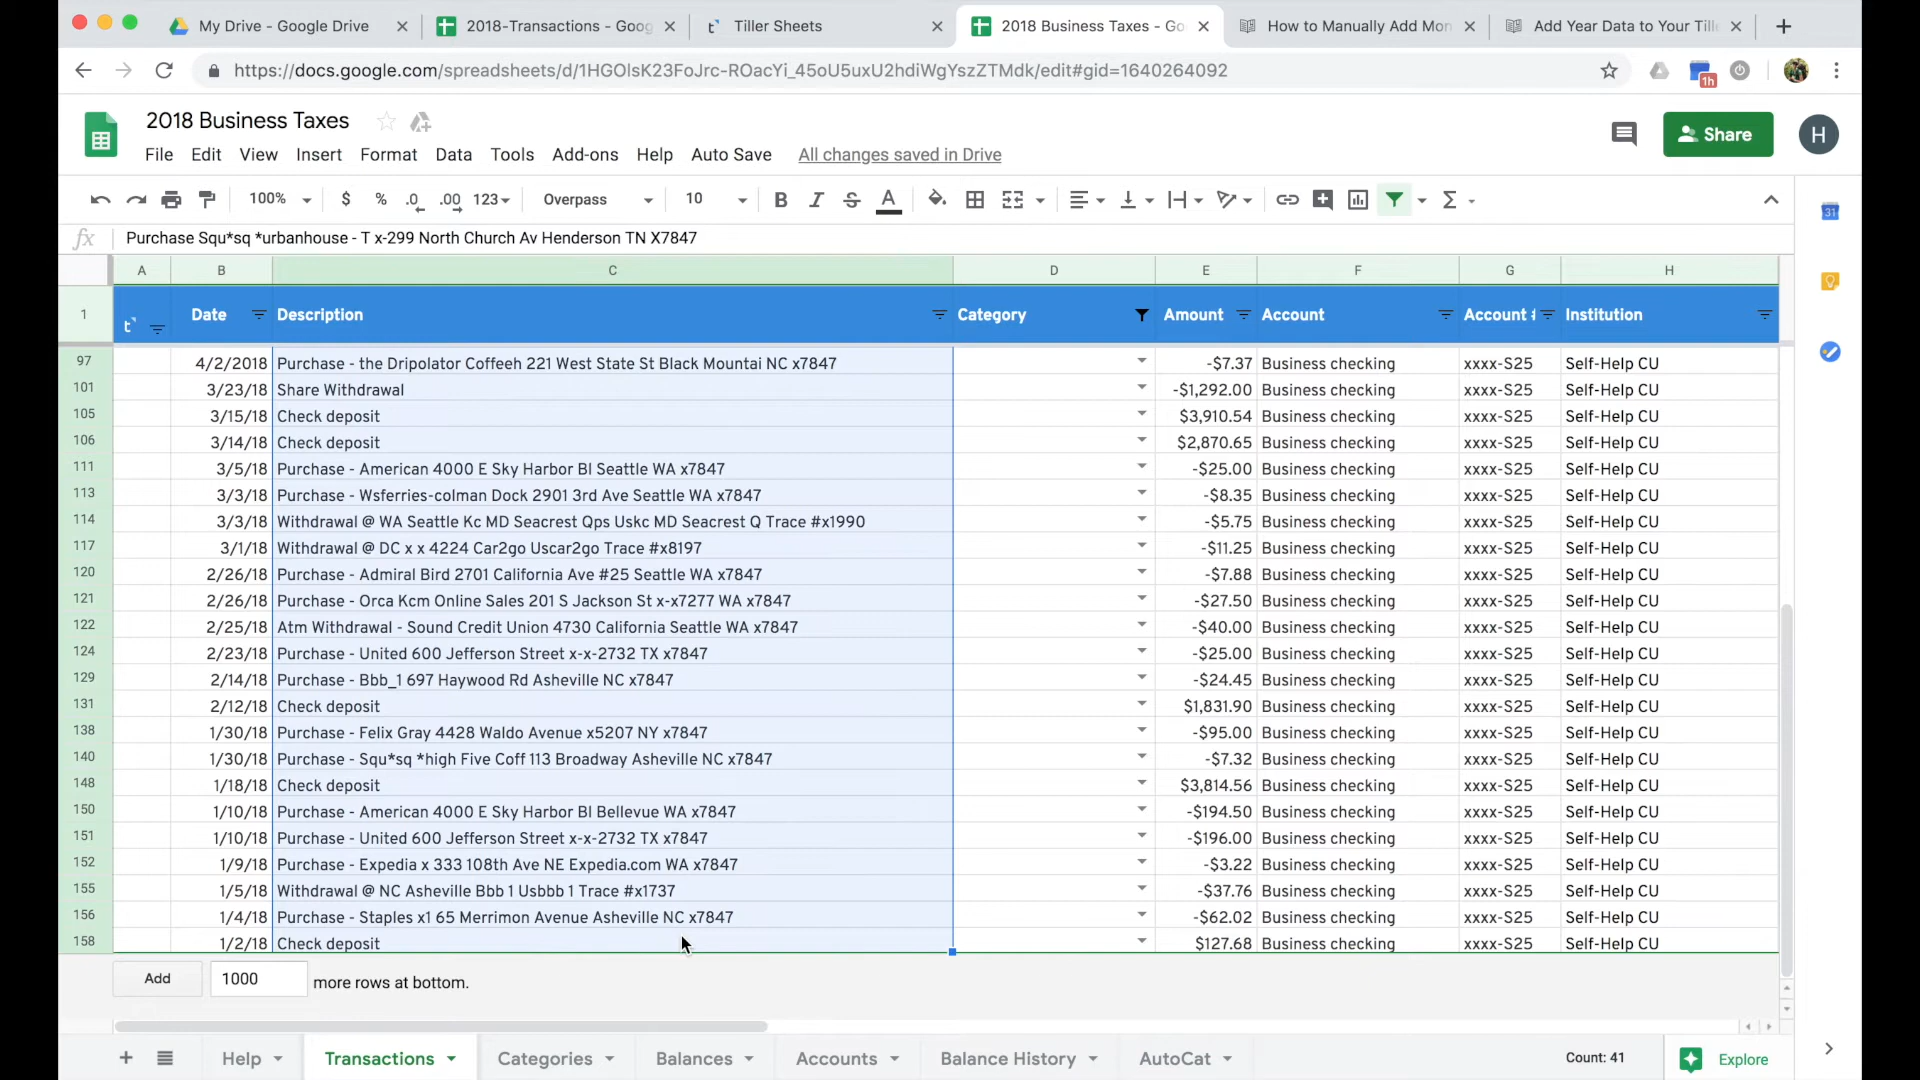 My Drive - Google Drive
2018-Transactions - Goog
Tiller Sheets
2018 Business Taxes - Go
How to Manually Add Mon
Add Year Data to Your Till
https://docs.google.com/spreadsheets/d/1HGOlsK23FoJrc-ROacYi_45oU5uxU2hdiWgYszZTMdk/edit#gid=1640264092
1h
2018 Business Taxes
File Edit View Insert Format Data Tools Add-ons Help Auto Save All changes saved in Drive
Share
H
100% $ % .0 .00 123 Overpass 10 B I S A
31
fx Purchase Squ*sq *urbanhouse - T x-299 North Church Av Henderson TN X7847
A B C D E F G H
1 t Date Description Category Amount Account Account # Institution
97 4/2/2018 Purchase - the Dripolator Coffeeh 221 West State St Black Mountai NC x7847 -$7.37 Business checking xxxx-S25 Self-Help CU
101 3/23/18 Share Withdrawal -$1,292.00 Business checking xxxx-S25 Self-Help CU
105 3/15/18 Check deposit $3,910.54 Business checking xxxx-S25 Self-Help CU
106 3/14/18 Check deposit $2,870.65 Business checking xxxx-S25 Self-Help CU
111 3/5/18 Purchase - American 4000 E Sky Harbor Bl Seattle WA x7847 -$25.00 Business checking xxxx-S25 Self-Help CU
113 3/3/18 Purchase - Wsferries-colman Dock 2901 3rd Ave Seattle WA x7847 -$8.35 Business checking xxxx-S25 Self-Help CU
114 3/3/18 Withdrawal @ WA Seattle Kc MD Seacrest Qps Uskc MD Seacrest Q Trace #x1990 -$5.75 Business checking xxxx-S25 Self-Help CU
117 3/1/18 Withdrawal @ DC x x 4224 Car2go Uscar2go Trace #x8197 -$11.25 Business checking xxxx-S25 Self-Help CU
120 2/26/18 Purchase - Admiral Bird 2701 California Ave #25 Seattle WA x7847 -$7.88 Business checking xxxx-S25 Self-Help CU
121 2/26/18 Purchase - Orca Kcm Online Sales 201 S Jackson St x-x7277 WA x7847 -$27.50 Business checking xxxx-S25 Self-Help CU
122 2/25/18 Atm Withdrawal - Sound Credit Union 4730 California Seattle WA x7847 -$40.00 Business checking xxxx-S25 Self-Help CU
124 2/23/18 Purchase - United 600 Jefferson Street x-x-2732 TX x7847 -$25.00 Business checking xxxx-S25 Self-Help CU
129 2/14/18 Purchase - Bbb_1 697 Haywood Rd Asheville NC x7847 -$24.45 Business checking xxxx-S25 Self-Help CU
131 2/12/18 Check deposit $1,831.90 Business checking xxxx-S25 Self-Help CU
138 1/30/18 Purchase - Felix Gray 4428 Waldo Avenue x5207 NY x7847 -$95.00 Business checking xxxx-S25 Self-Help CU
140 1/30/18 Purchase - Squ*sq *high Five Coff 113 Broadway Asheville NC x7847 -$7.32 Business checking xxxx-S25 Self-Help CU
148 1/18/18 Check deposit $3,814.56 Business checking xxxx-S25 Self-Help CU
150 1/10/18 Purchase - American 4000 E Sky Harbor Bl Bellevue WA x7847 -$194.50 Business checking xxxx-S25 Self-Help CU
151 1/10/18 Purchase - United 600 Jefferson Street x-x-2732 TX x7847 -$196.00 Business checking xxxx-S25 Self-Help CU
152 1/9/18 Purchase - Expedia x 333 108th Ave NE Expedia.com WA x7847 -$3.22 Business checking xxxx-S25 Self-Help CU
155 1/5/18 Withdrawal @ NC Asheville Bbb 1 Usbbb 1 Trace #x1737 -$37.76 Business checking xxxx-S25 Self-Help CU
156 1/4/18 Purchase - Staples x1 65 Merrimon Avenue Asheville NC x7847 -$62.02 Business checking xxxx-S25 Self-Help CU
158 1/2/18 Check deposit $127.68 Business checking xxxx-S25 Self-Help CU
Add 1000 more rows at bottom.
Help Transactions Categories Balances Accounts Balance History AutoCat Count: 41 Explore